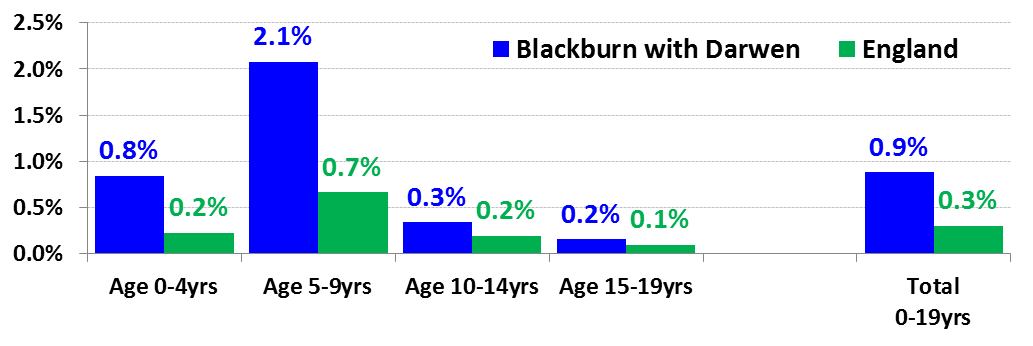 2.5%
2.0%
1.5%
1.0%
0.5%
0.0%
Blackburn with Darwen
England
0.8%
0.2%
2.1%
0.7%
0.3%
0.2%
0.2%
0.1%
0.9%
0.3%
Age 0-4yrs
Age 5-9yrs
Age 10-14yrs
Age 15-19yrs
Total
0-19yrs